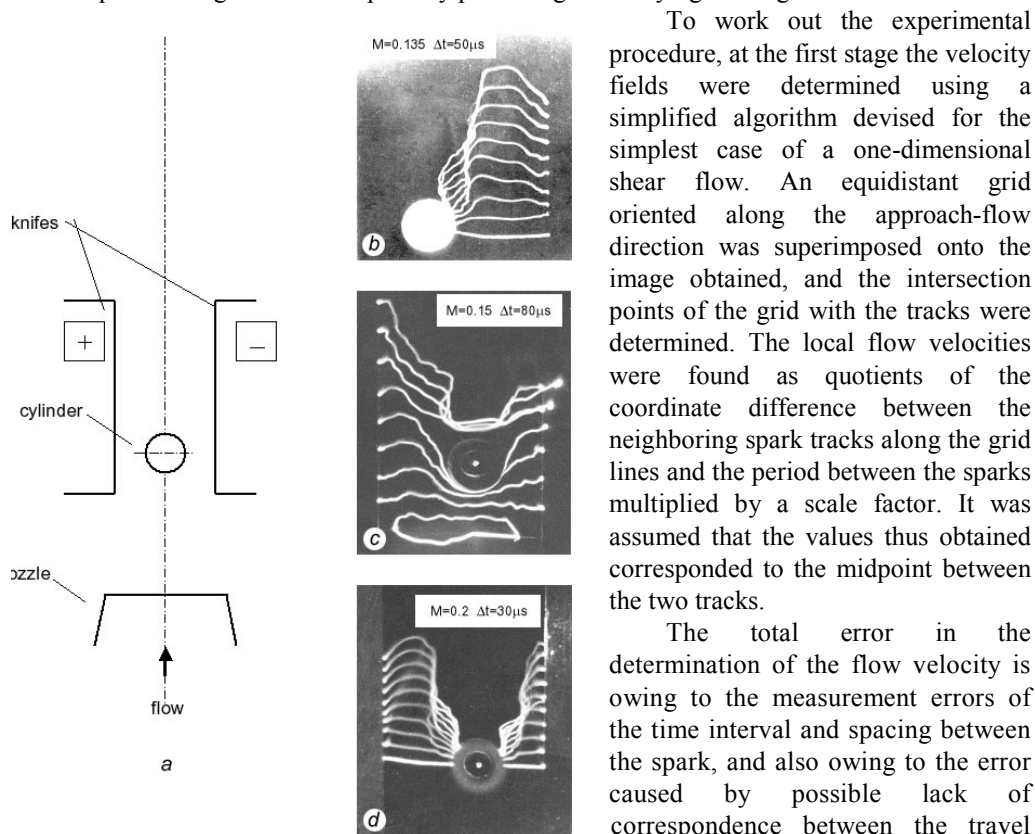 knifes
+
–
cylinder
ozzle
flow
a
M=0.135 Δt=50μs
b
M=0.15 Δt=80μs
c
M=0.2 Δt=30μs
d
To work out the experimental
procedure, at the first stage the velocity
fields were determined using a
simplified algorithm devised for the
simplest case of a one-dimensional
shear flow. An equidistant grid
oriented along the approach-flow
direction was superimposed onto the
image obtained, and the intersection
points of the grid with the tracks were
determined. The local flow velocities
were found as quotients of the
coordinate difference between the
neighboring spark tracks along the grid
lines and the period between the sparks
multiplied by a scale factor. It was
assumed that the values thus obtained
corresponded to the midpoint between
the two tracks.
The total error in the
determination of the flow velocity is
owing to the measurement errors of
the time interval and spacing between
the spark, and also owing to the error
caused by possible lack of
correspondence between the travel